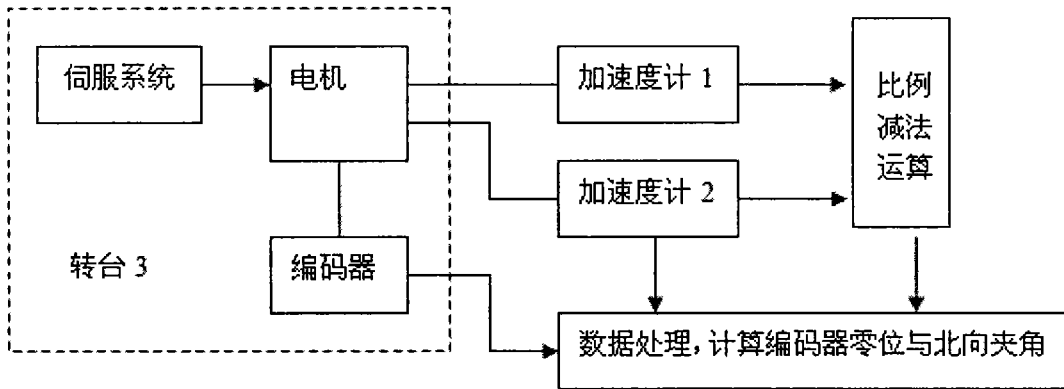 伺服系统
电机
加速度计 1
比例
减法
运算
加速度计 2
转台 3
编码器
数据处理，计算编码器零位与北向夹角